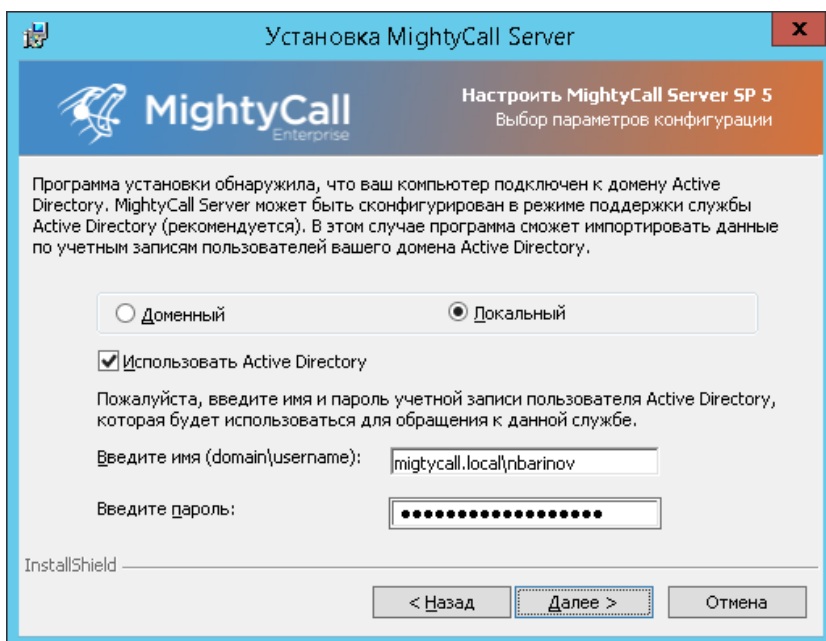 Установка MightyCall Server
x
MightyCall
Enterprise
Настроить MightyCall Server SP 5
Выбор параметров конфигурации
Программа установки обнаружила, что ваш компьютер подключен к домену Active
Directory. MightyCall Server может быть сконфигурирован в режиме поддержки службы
Active Directory (рекомендуется). В этом случае программа сможет импортировать данные
по учетным записям пользователей вашего домена Active Directory.
Доменный
Локальный
Использовать Active Directory
Пожалуйста, введите имя и пароль учетной записи пользователя Active Directory,
которая будет использоваться для обращения к данной службе.
Введите имя (domain\username):
migtycall.local\nbarinov
Введите пароль:
●●●●●●●●●●●●●●●●●●
InstallShield
< Назад
Далее >
Отмена